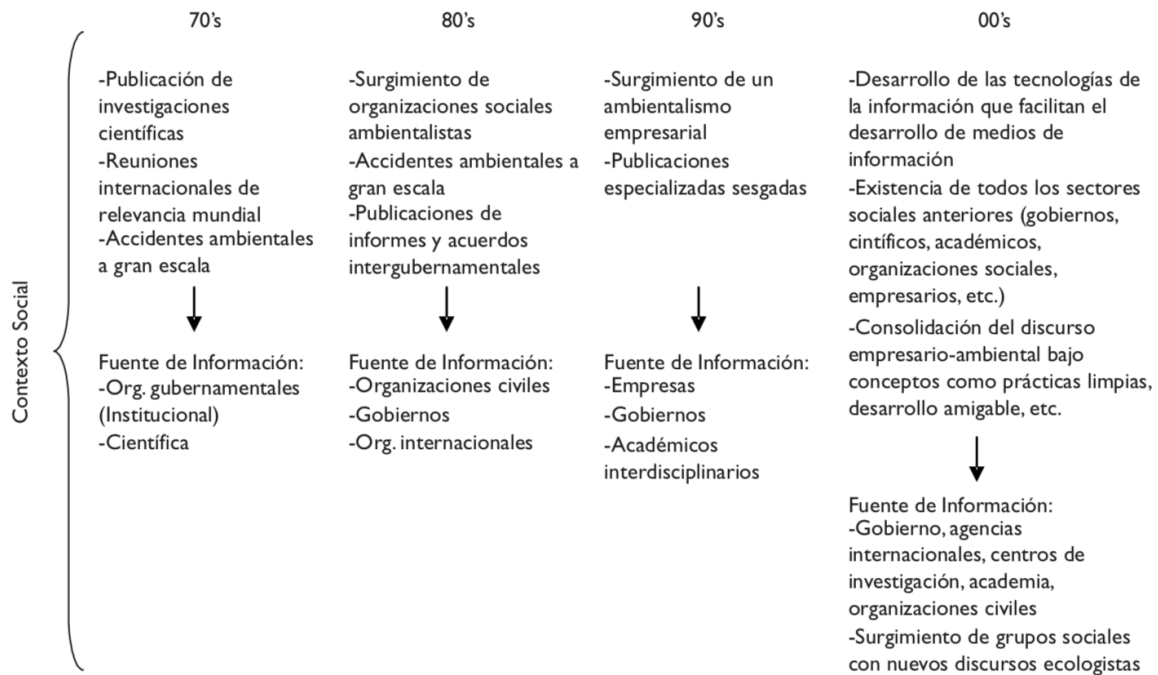 70’s
80’s
90’s
00’s
Contexto Social
-Publicación de
investigaciones
científicas
-Reuniones
internacionales de
relevancia mundial
-Accidentes ambientales
a gran escala
Fuente de Información:
-Org. gubernamentales
(Institucional)
-Científica
-Surgimiento de
organizaciones sociales
ambientalistas
-Accidentes ambientales a
gran escala
-Publicaciones de
informes y acuerdos
intergubernamentales
Fuente de Información:
-Organizaciones civiles
-Gobiernos
-Org. internacionales
-Surgimiento de un
ambientalismo
empresarial
-Publicaciones
especializadas sesgadas
Fuente de Información:
-Empresas
-Gobiernos
-Académicos
interdisciplinarios
-Desarrollo de las tecnologías de
la información que facilitan el
desarrollo de medios de
información
-Existencia de todos los sectores
sociales anteriores (gobiernos,
cintíficos, académicos,
organizaciones sociales,
empresarios, etc.)
-Consolidación del discurso
empresario-ambiental bajo
conceptos como prácticas limpias,
desarrollo amigable, etc.
Fuente de Información:
-Gobierno, agencias
internacionales, centros de
investigación, academia,
organizaciones civiles
-Surgimiento de grupos sociales
con nuevos discursos ecologistas